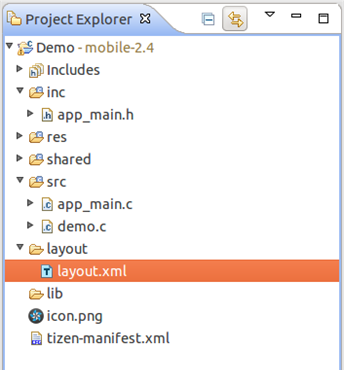 Project Explorer
Demo - mobile-2.4
Includes
inc
app_main.h
res
shared
src
app_main.c
demo.c
layout
layout.xml
lib
icon.png
tizen-manifest.xml